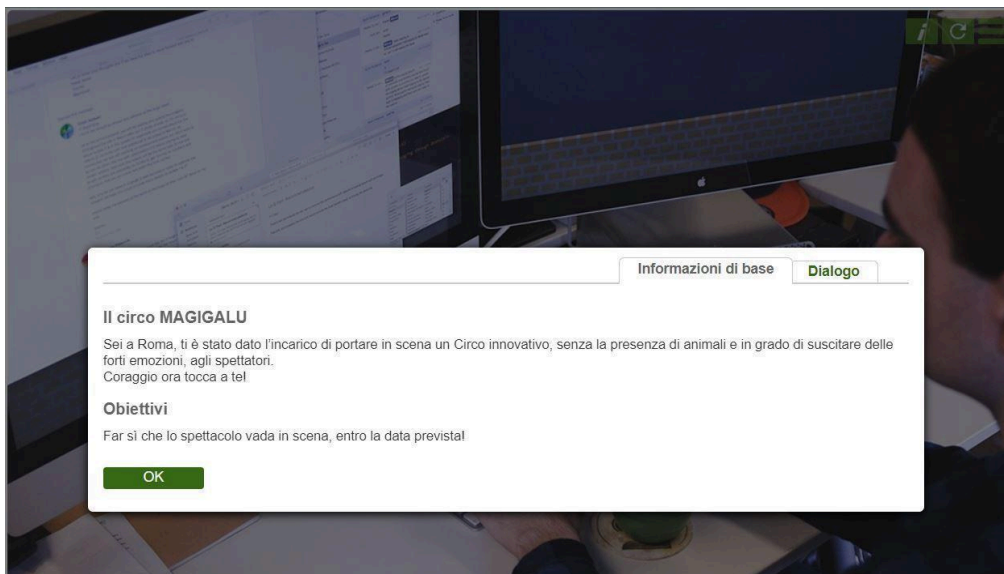 Informazioni di base
Dialogo
Il circo MAGIGALU
Sei a Roma, ti è stato dato l'incarico di portare in scena un Circo innovativo, senza la presenza di animali e in grado di suscitare delle
forti emozioni, agli spettatori.
Coraggio ora tocca a te!
Obiettivi
Far sì che lo spettacolo vada in scena, entro la data prevista!
OK